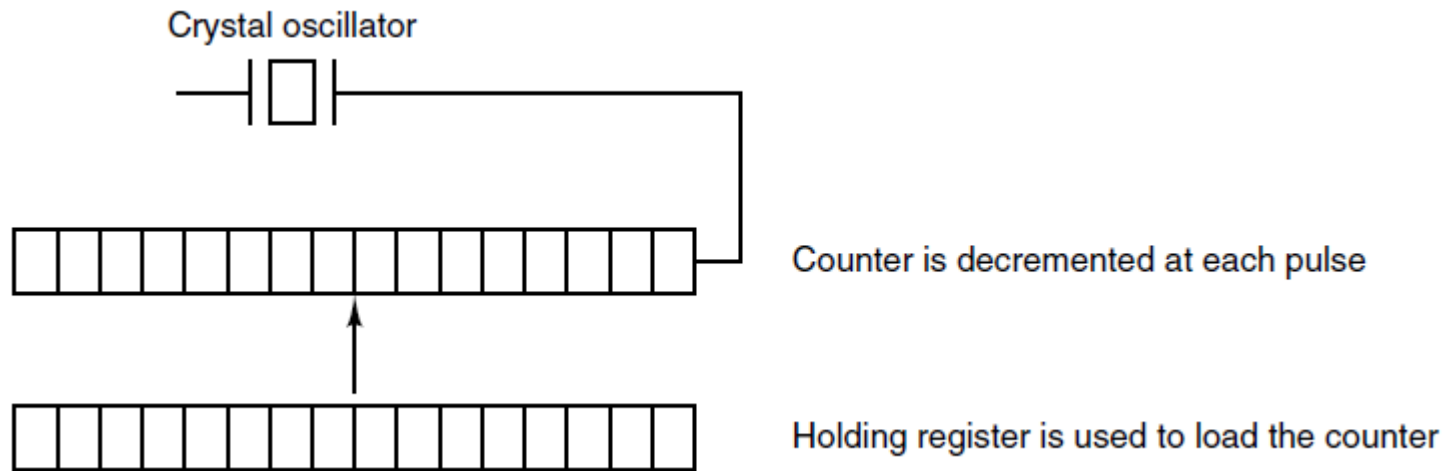 Crystal oscillator
Counter is decremented at each pulse
Holding register is used to load the counter